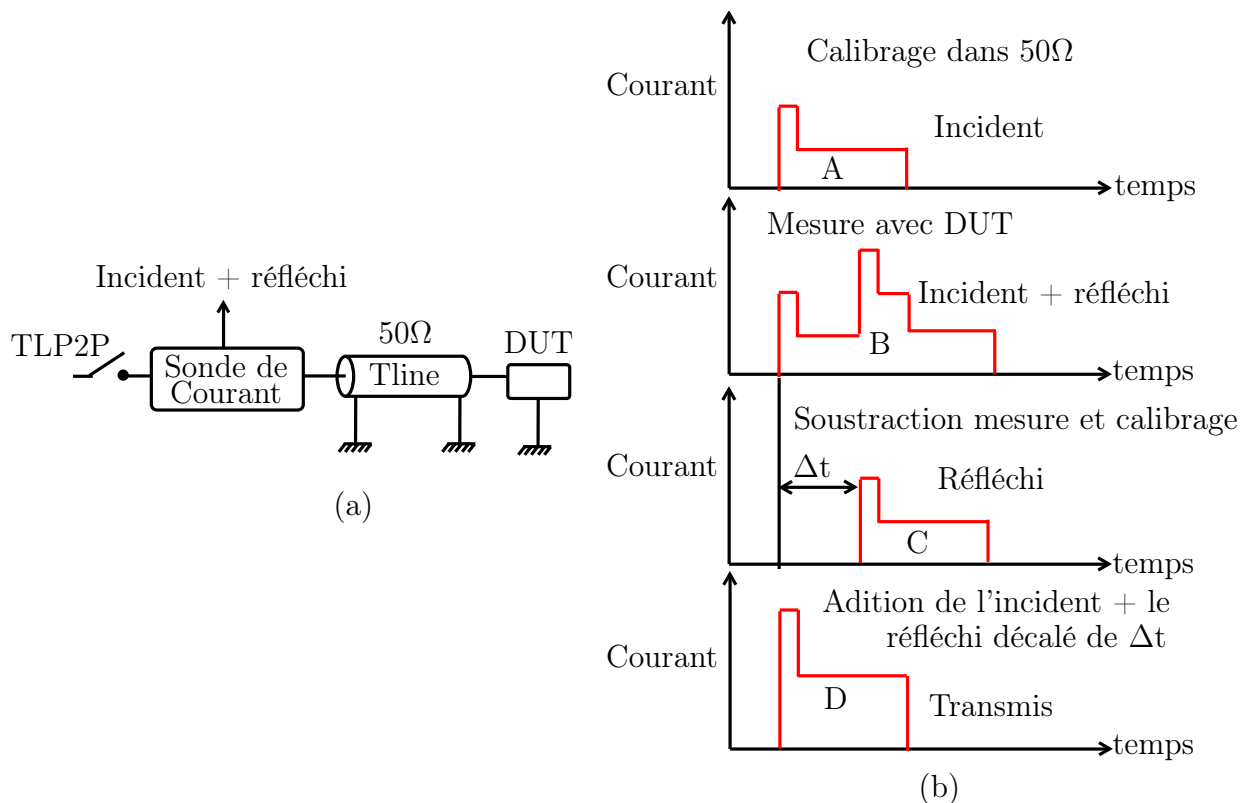 Incident + réfléchi
TLP2P
Sonde de
Courant
50Ω
Tline
DUT
(a)
Calibrage dans 50Ω
Courant
Incident
A
temps
Mesure avec DUT
Courant
Incident + réfléchi
B
temps
Soustraction mesure et calibrage
Courant
Δt
Réfléchi
C
temps
Adition de l'incident + le
réfléchi décalé de Δt
Courant
D
Transmis
temps
(b)